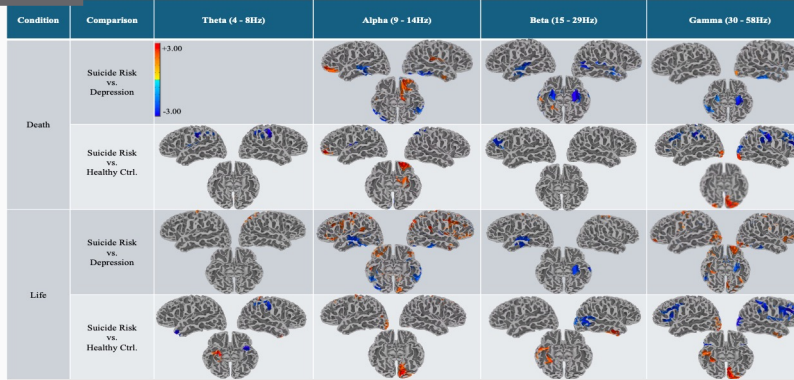 Condition
Comparison
Theta (4 - 8Hz)
Alpha (9 - 14Hz)
Beta (15 - 29Hz)
Gamma (30 - 58Hz)
Death
Suicide Risk
vs.
Depression
+3.00
-3.00
Suicide Risk
vs.
Healthy Ctrl.
Life
Suicide Risk
vs.
Depression
Suicide Risk
vs.
Healthy Ctrl.